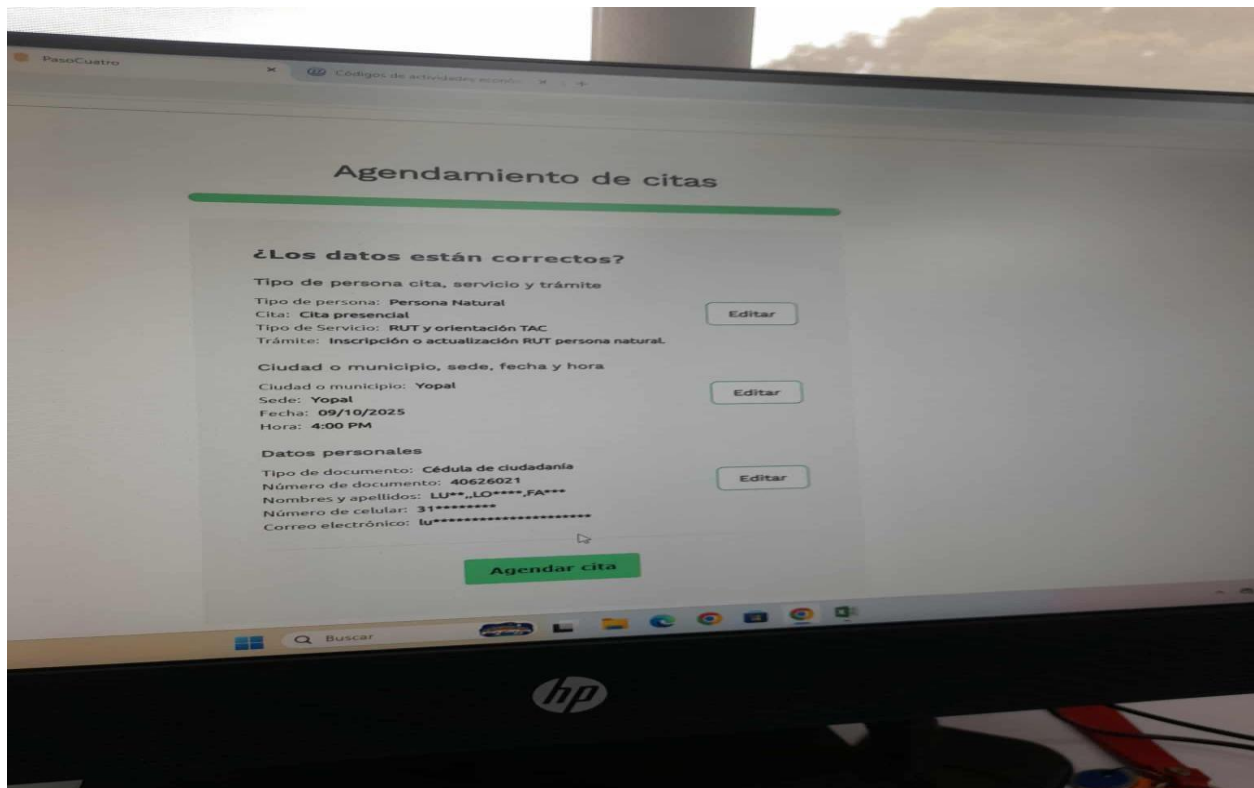 PasoCuatro
Códigos de actividades econó
Agendamiento de citas
¿Los datos están correctos?
Tipo de persona cita, servicio y trámite
Tipo de persona: Persona Natural
Editar
Cita: Cita presencial
Tipo de Servicio: RUT y orientación TAC
Trámite: Inscripción o actualización RUT persona natural.
Ciudad o municipio, sede, fecha y hora
Ciudad o municipio: Yopal
Editar
Sede: Yopal
Fecha: 09/10/2025
Hora: 4:00 PM
Datos personales
Tipo de documento: Cédula de ciudadanía
Editar
Número de documento: 40626021
Nombres y apellidos: LU**,,LO****,FA***
Número de celular: 31********
Correo electrónico: lu**********************
Agendar cita
Buscar
hp